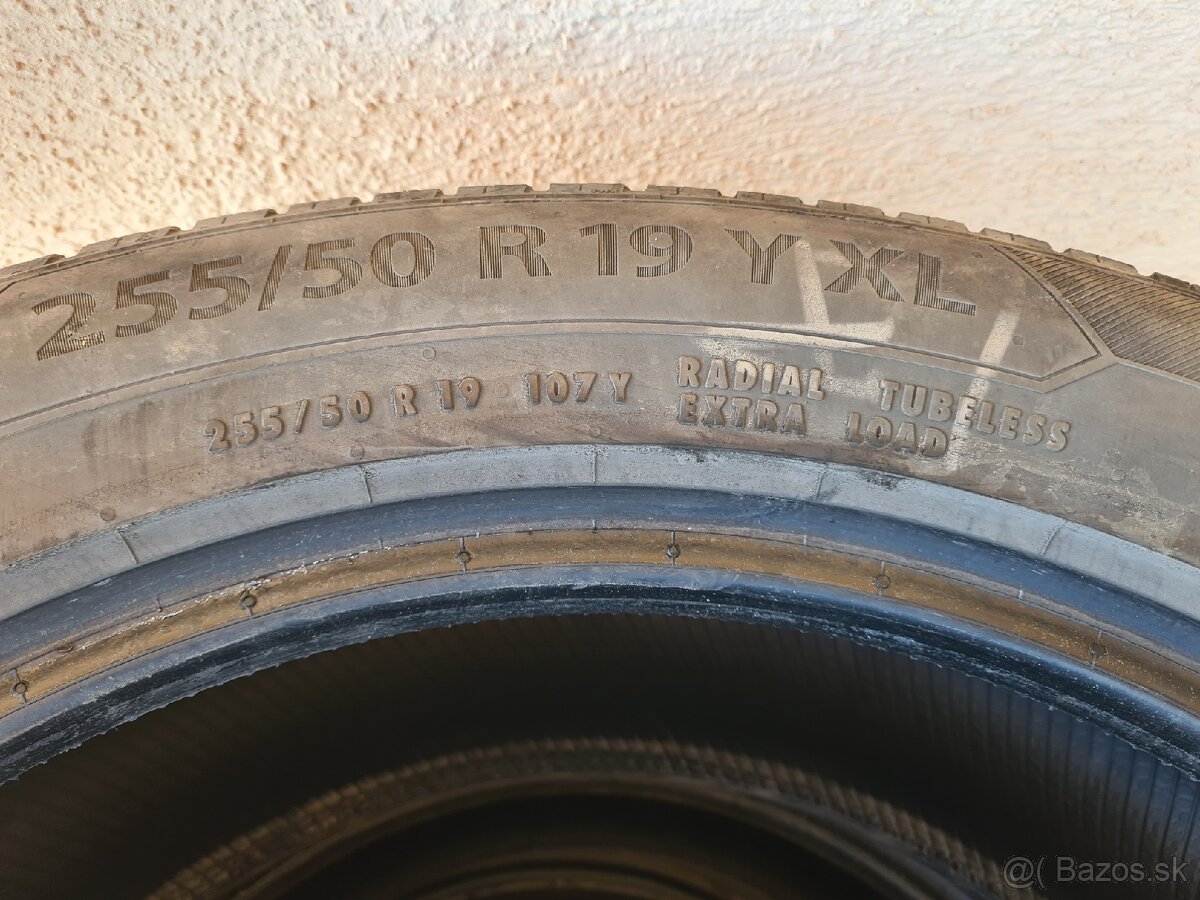 255/50 R 19 Y XL
255/50 R 19 107 Y RADIAL TUBELESS
EXTRA LOAD
@( Bazos.sk